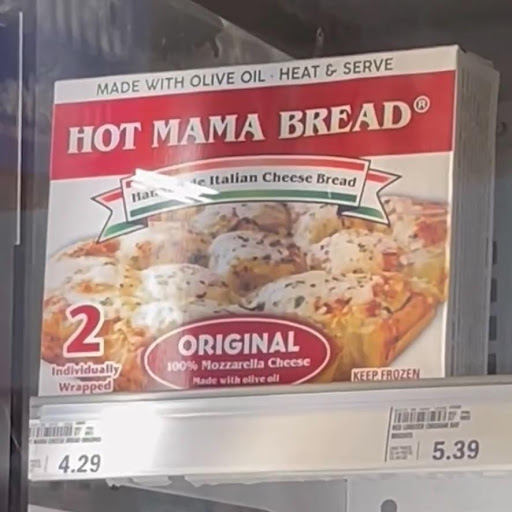 MADE WITH OLIVE OIL · HEAT & SERVE
HOT MAMA BREAD®
Italian Cheese Bread
2
Individually
Wrapped
ORIGINAL
100% Mozzarella Cheese
Made with olive oil
KEEP FROZEN
4.29
5.39